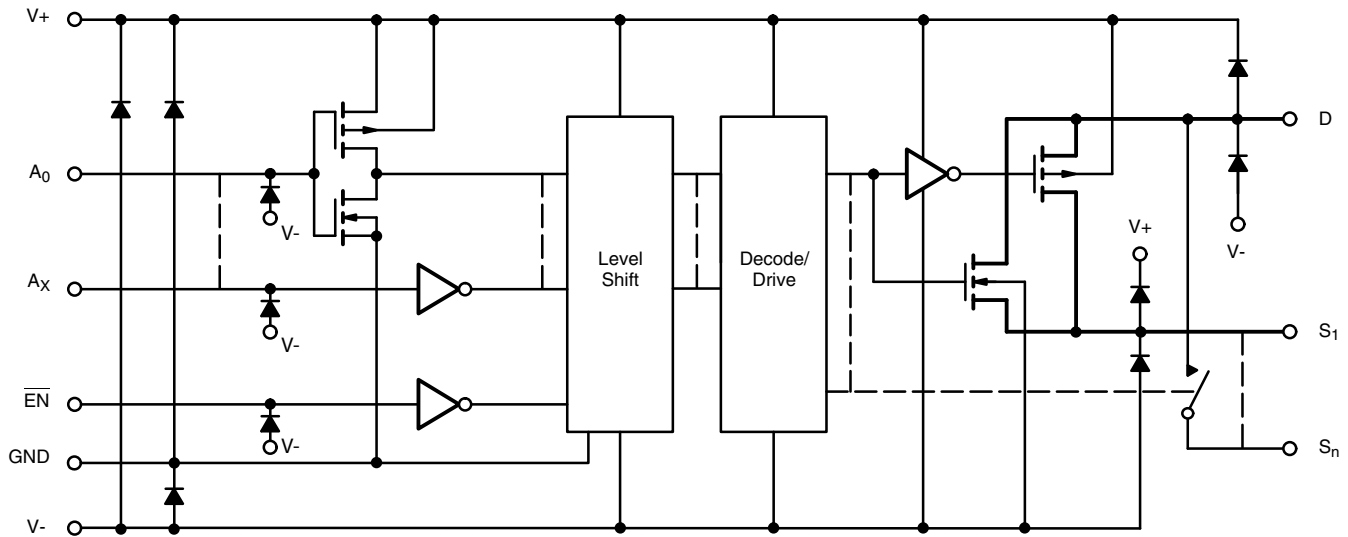 V+
D
A0
V-
V+
V-
Level
Shift
Decode/
Drive
AX
V-
S1
EN
V-
GND
Sn
V-